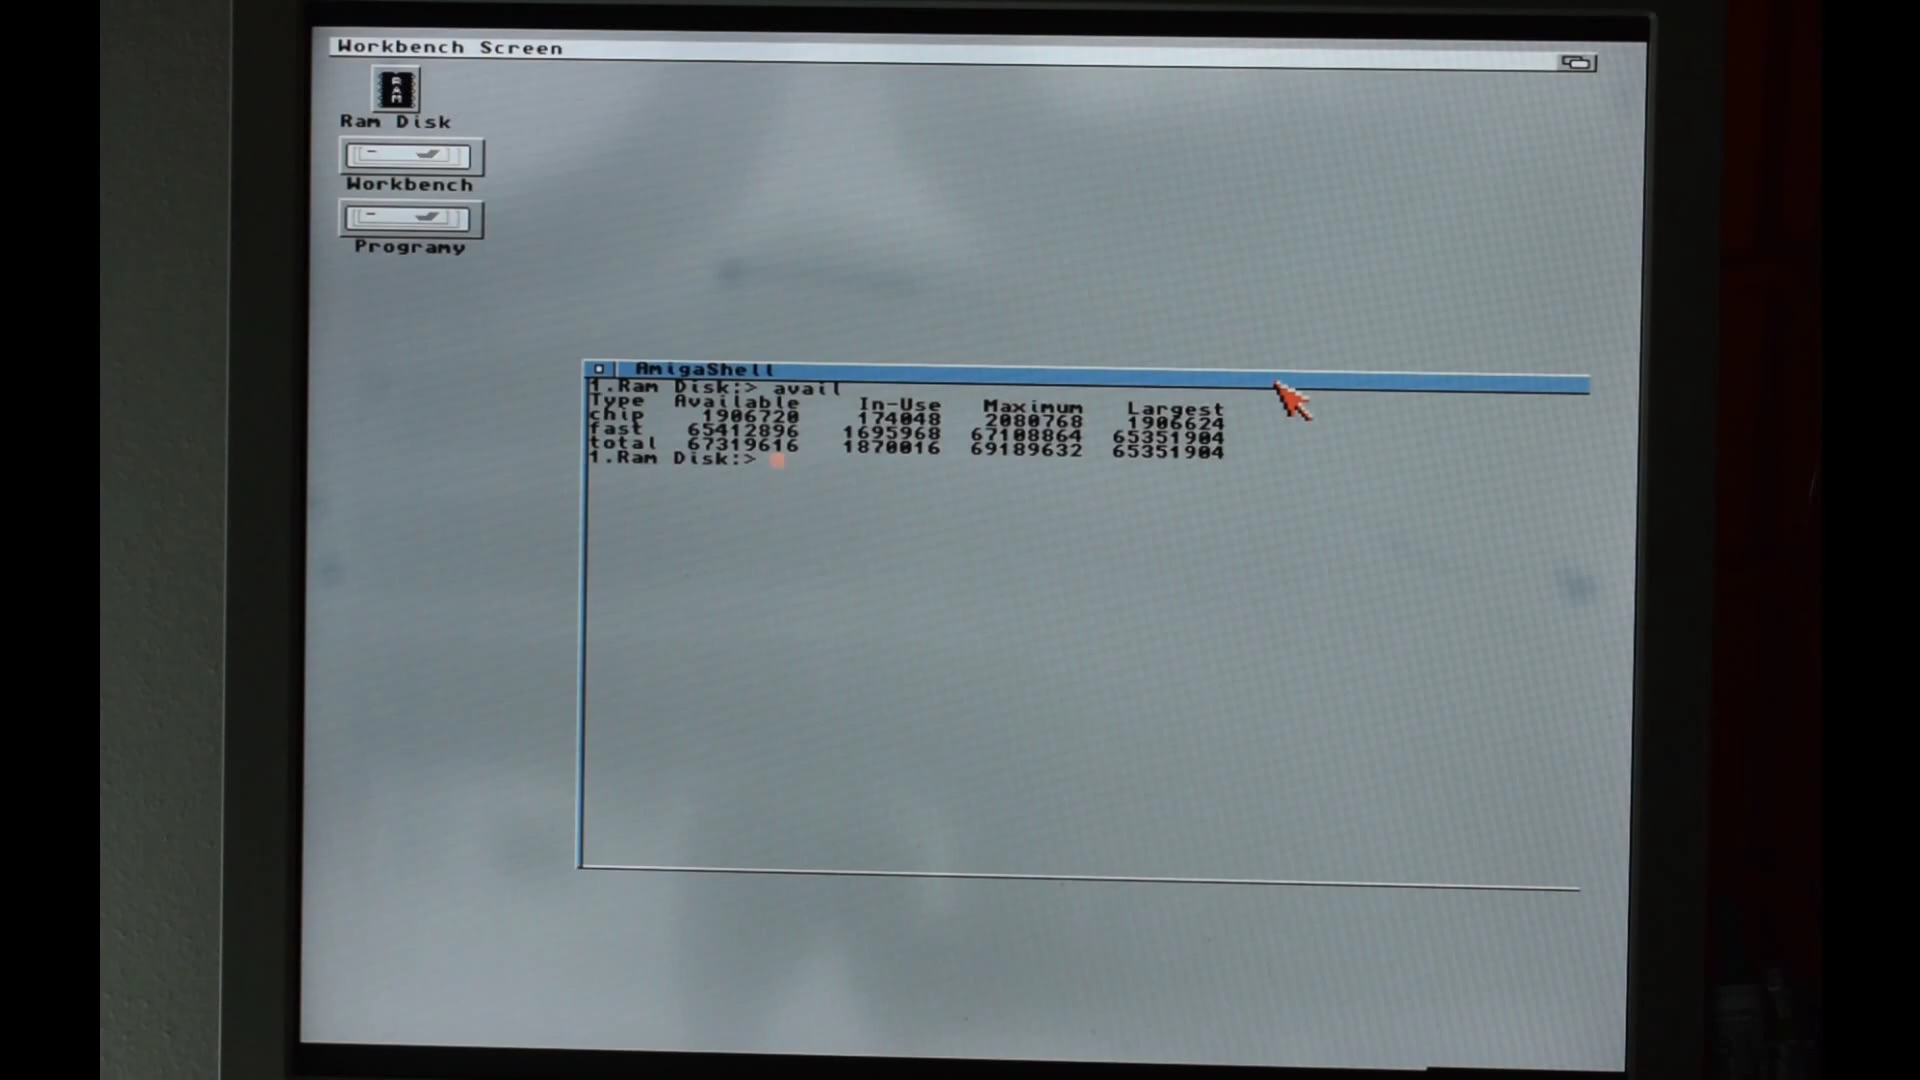 Workbench Screen
RAM
Ram Disk
Workbench
Programy
AmigaShell
1.Ram Disk:> avail
Type Available In-Use Maximum Largest
chip 1906720 174048 2080768 1906624
fast 65412896 1695968 67108864 65351904
total 67319616 1870016 69189632 65351904
1.Ram Disk:>